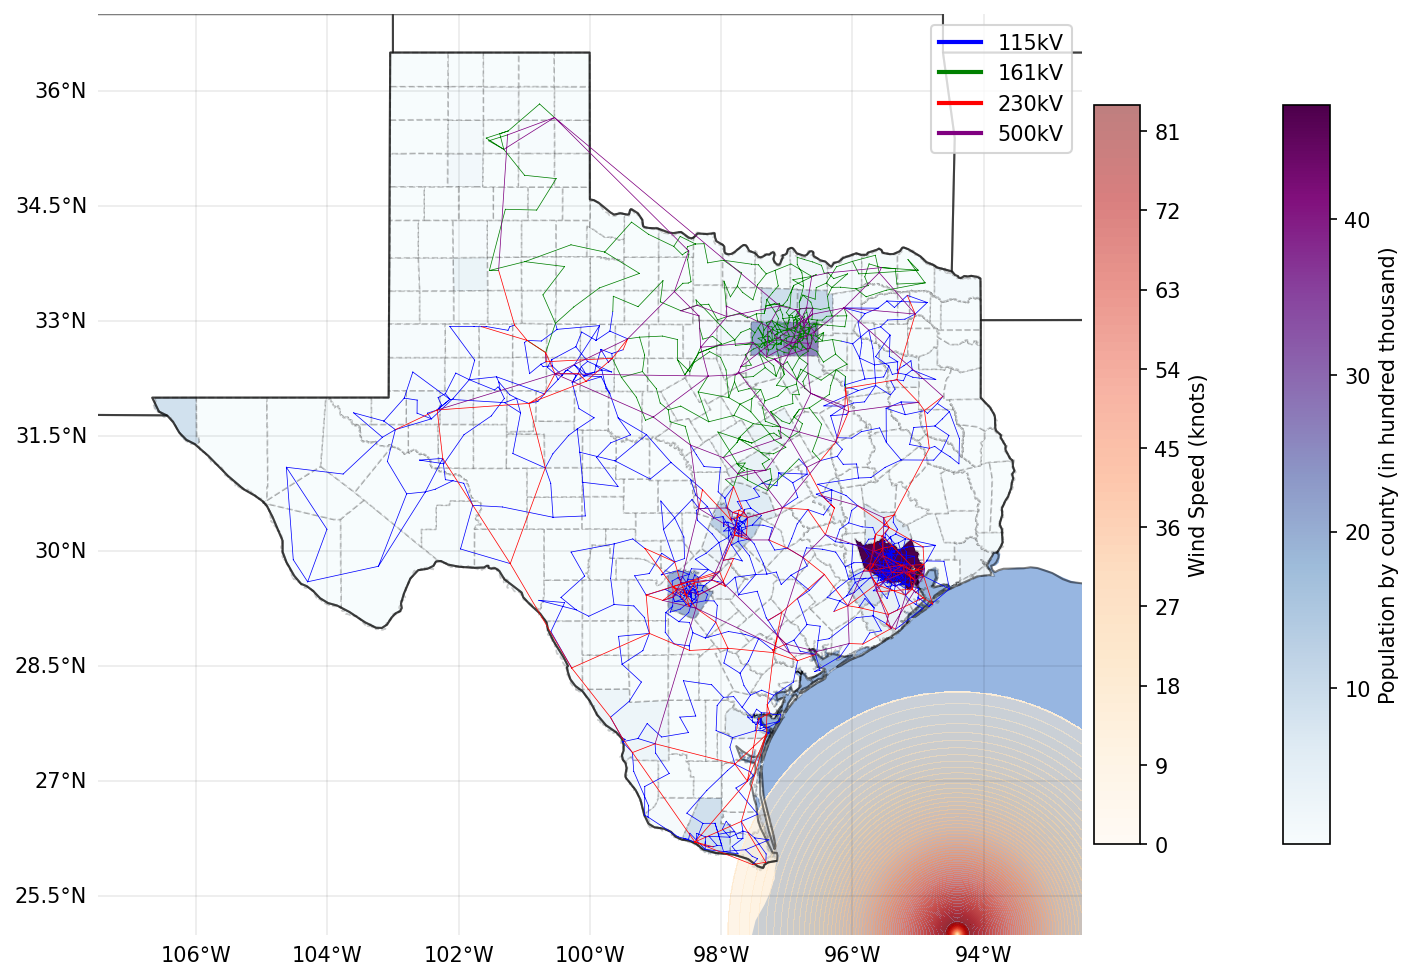 115kV
161kV
230kV
500kV
36°N
34.5°N
33°N
31.5°N
30°N
28.5°N
27°N
25.5°N
106°W
104°W
102°W
100°W
98°W
96°W
94°W
81
72
63
54
45
36
27
18
9
0
Wind Speed (knots)
40
30
20
10
Population by county (in hundred thousand)